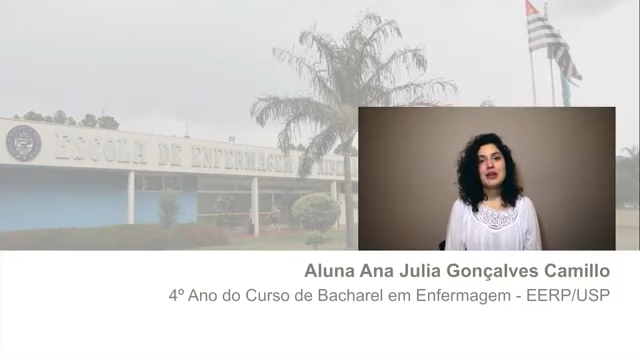 ESCOLA DE ENFERMAGEM
Aluna Ana Julia Gonçalves Camillo
4º Ano do Curso de Bacharel em Enfermagem - EERP/USP